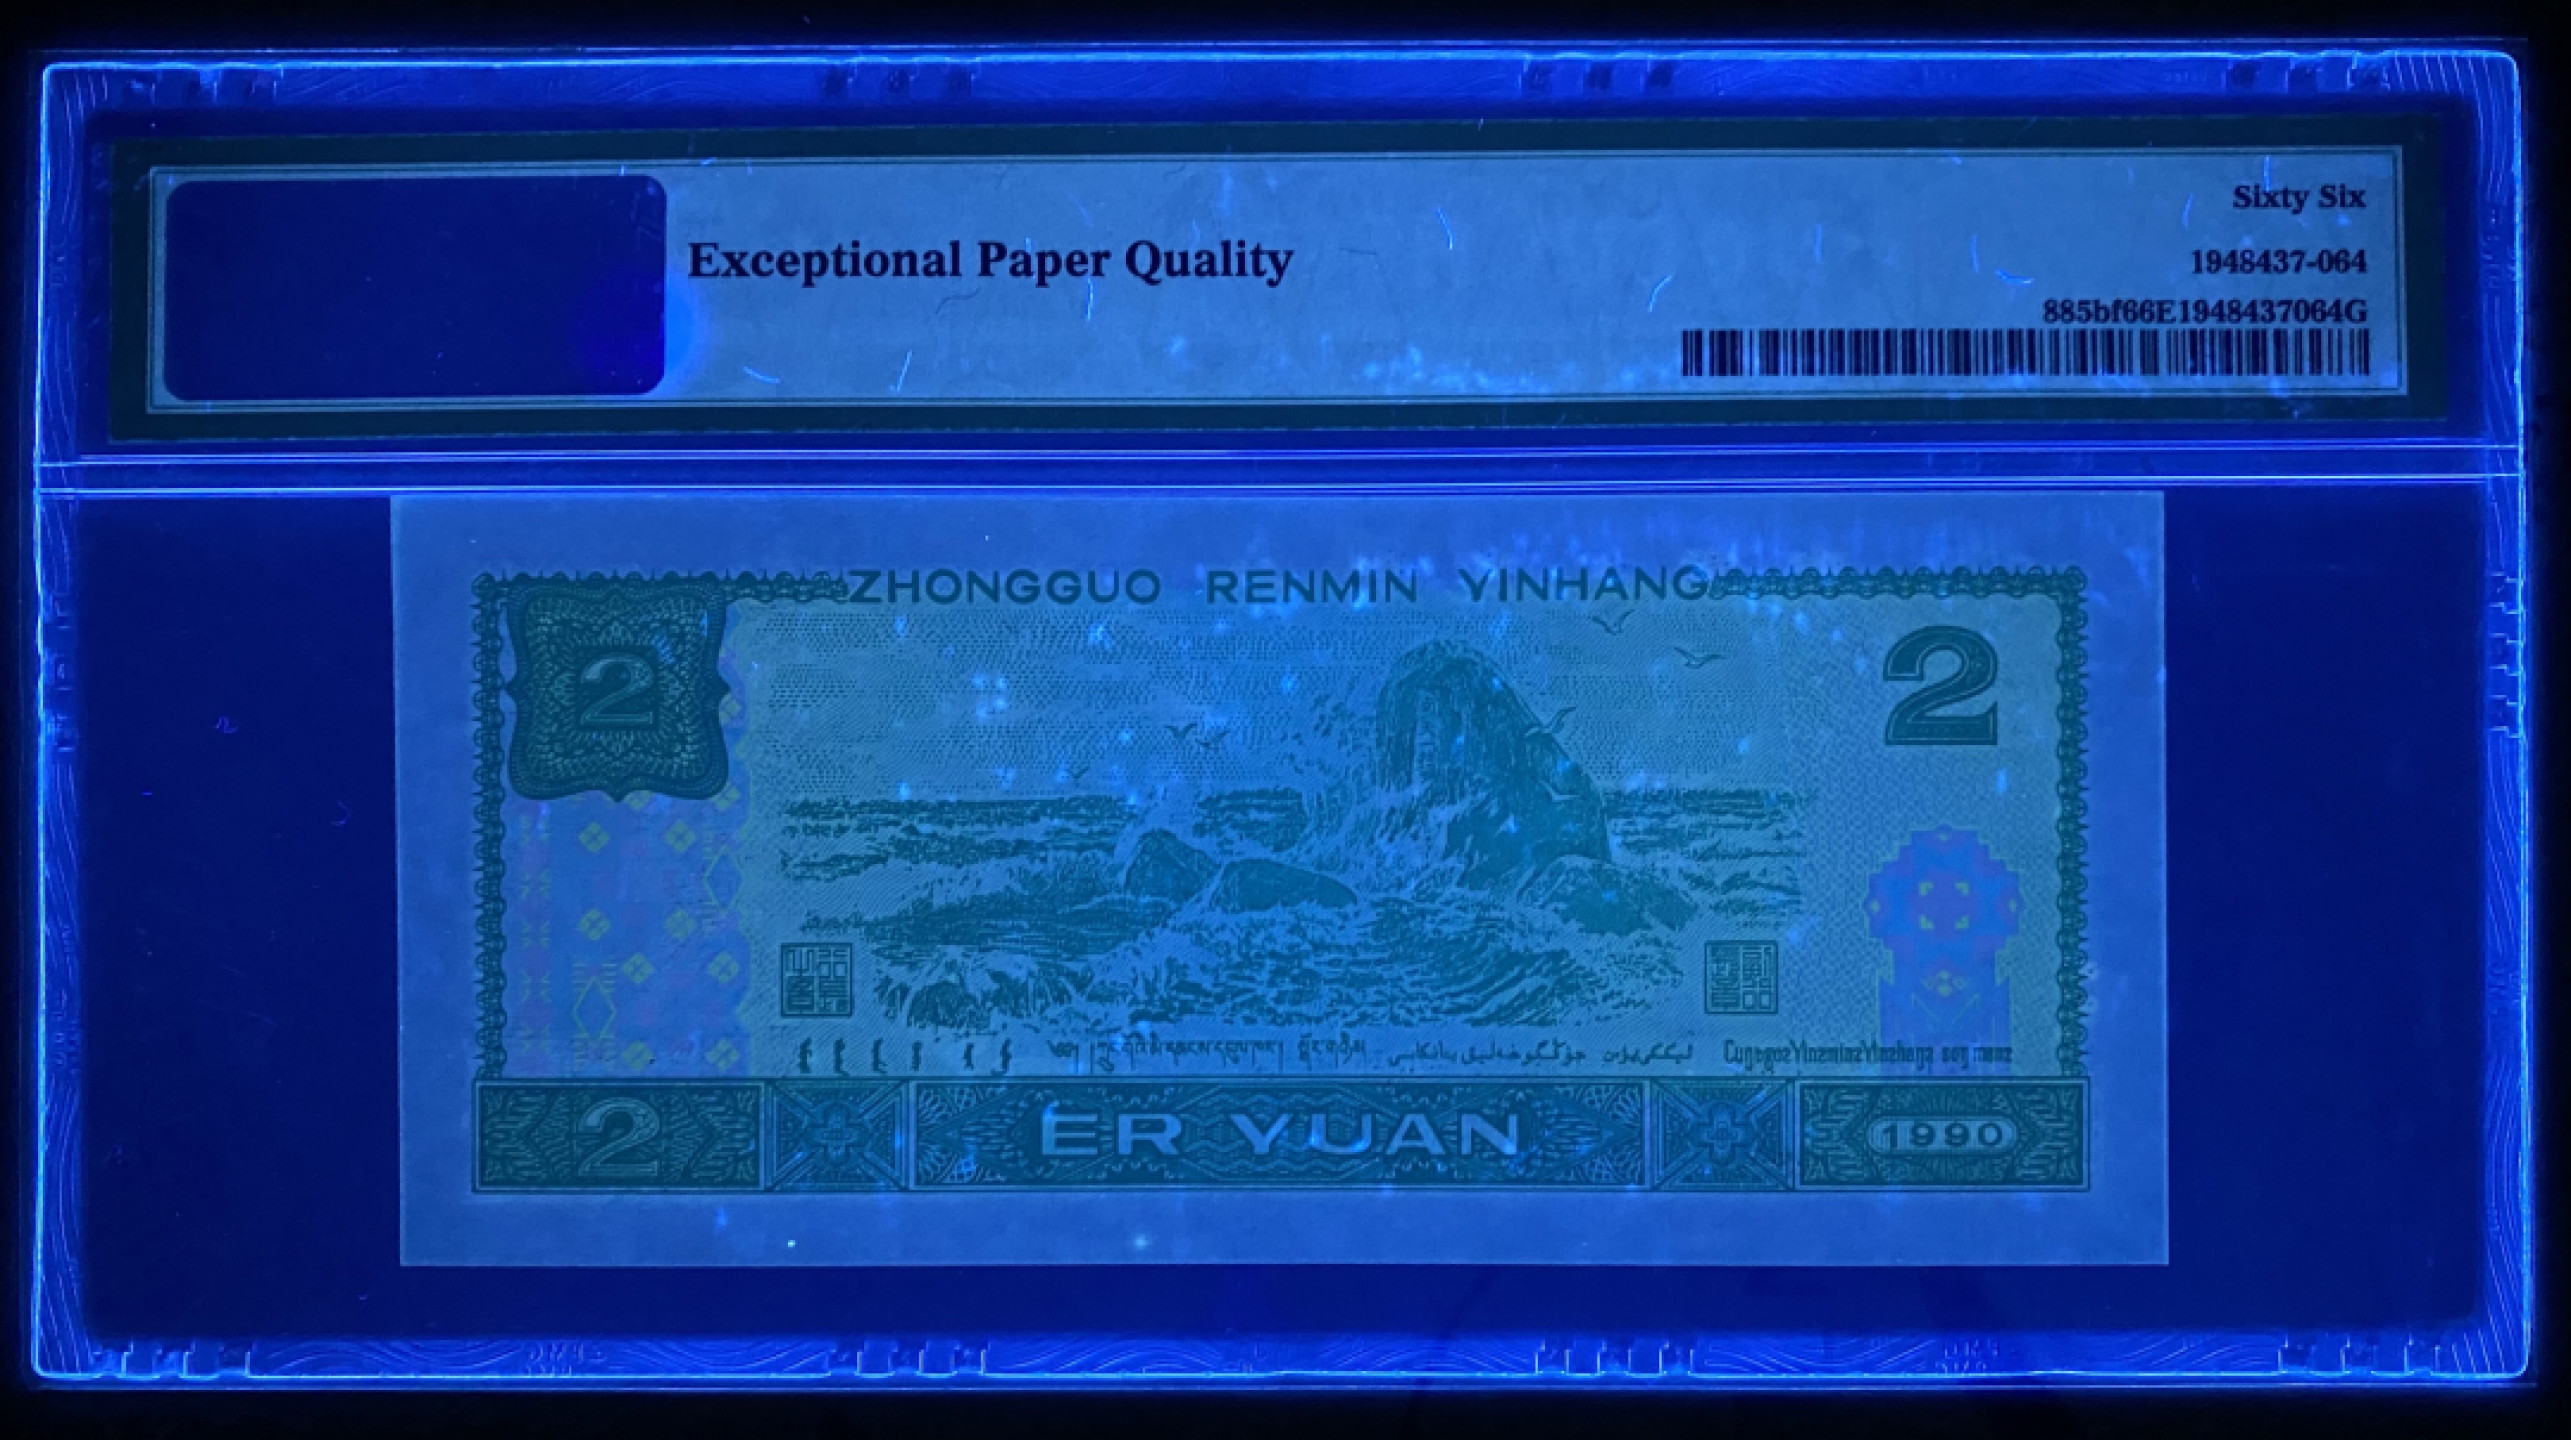 Sixty Six
Exceptional Paper Quality
1948437-064
885bf66E1948437064G
ZHONGGUO RENMIN YINHANG
2
2
2
ER YUAN
1990